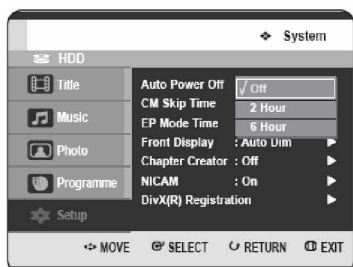 System
HDD
Title
Music
Photo
Programme
Setup
Auto Power Off √ Off
CM Skip Time 2 Hour
EP Mode Time 6 Hour
Front Display : Auto Dim
Chapter Creator : Off
NICAM : On
DivX(R) Registration
MOVE SELECT RETURN EXIT